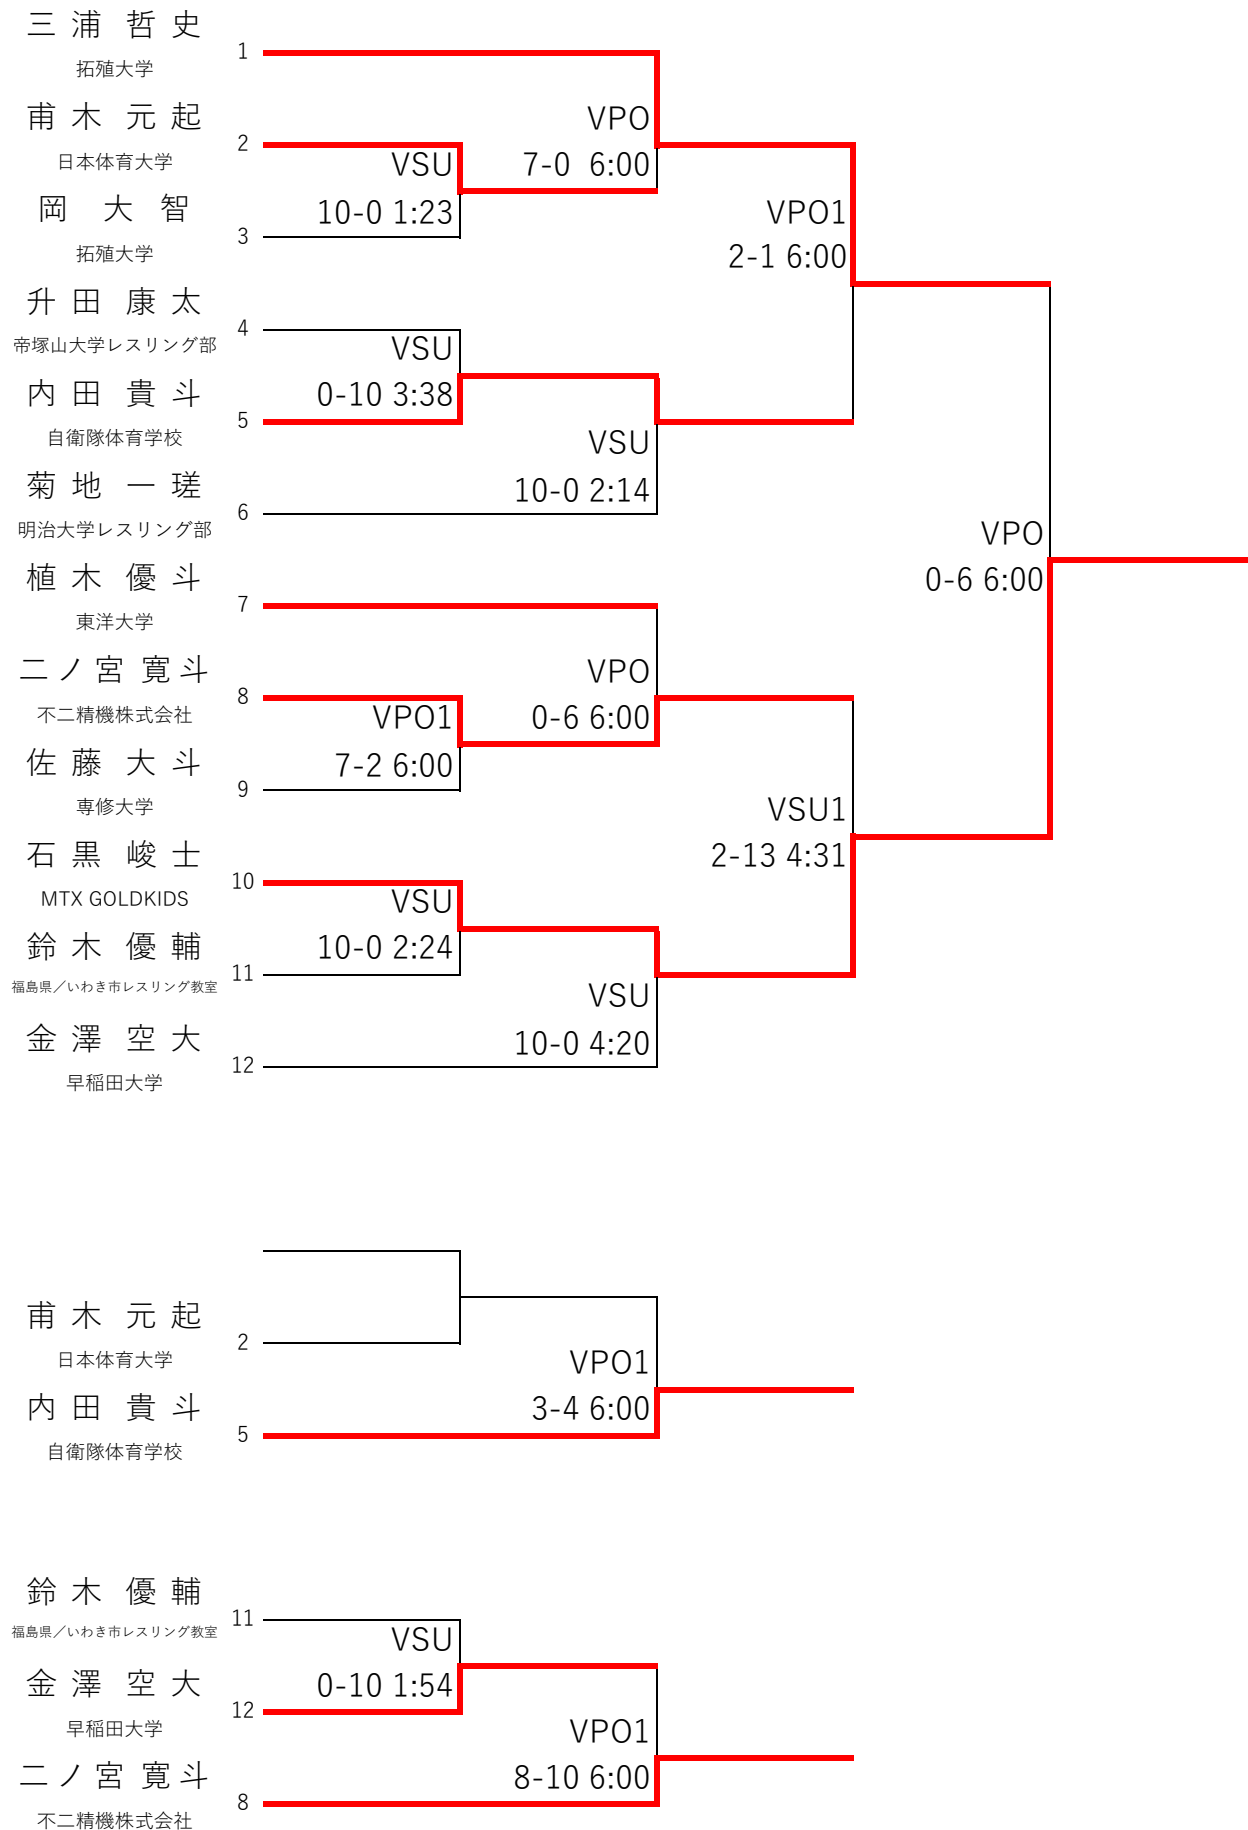 三浦 哲史
1
拓殖大学
甫木 元起
2
日本体育大学
VSU
10-0 1:23
VPO
7-0 6:00
岡 大智
3
拓殖大学
VPO1
2-1 6:00
升田 康太
4
帝塚山大学レスリング部
VSU
0-10 3:38
内田 貴斗
5
自衛隊体育学校
VSU
10-0 2:14
菊地 一瑳
6
明治大学レスリング部
VPO
0-6 6:00
植木 優斗
7
東洋大学
二ノ宮 寛斗
8
不二精機株式会社
VPO1
7-2 6:00
VPO
0-6 6:00
佐藤 大斗
9
専修大学
VSU1
2-13 4:31
石黒 峻士
10
MTX GOLDKIDS
VSU
10-0 2:24
鈴木 優輔
11
福島県／いわき市レスリング教室
VSU
10-0 4:20
金澤 空大
12
早稲田大学
甫木 元起
2
日本体育大学
VPO1
3-4 6:00
内田 貴斗
5
自衛隊体育学校
鈴木 優輔
11
福島県／いわき市レスリング教室
VSU
0-10 1:54
金澤 空大
12
早稲田大学
VPO1
8-10 6:00
二ノ宮 寛斗
8
不二精機株式会社